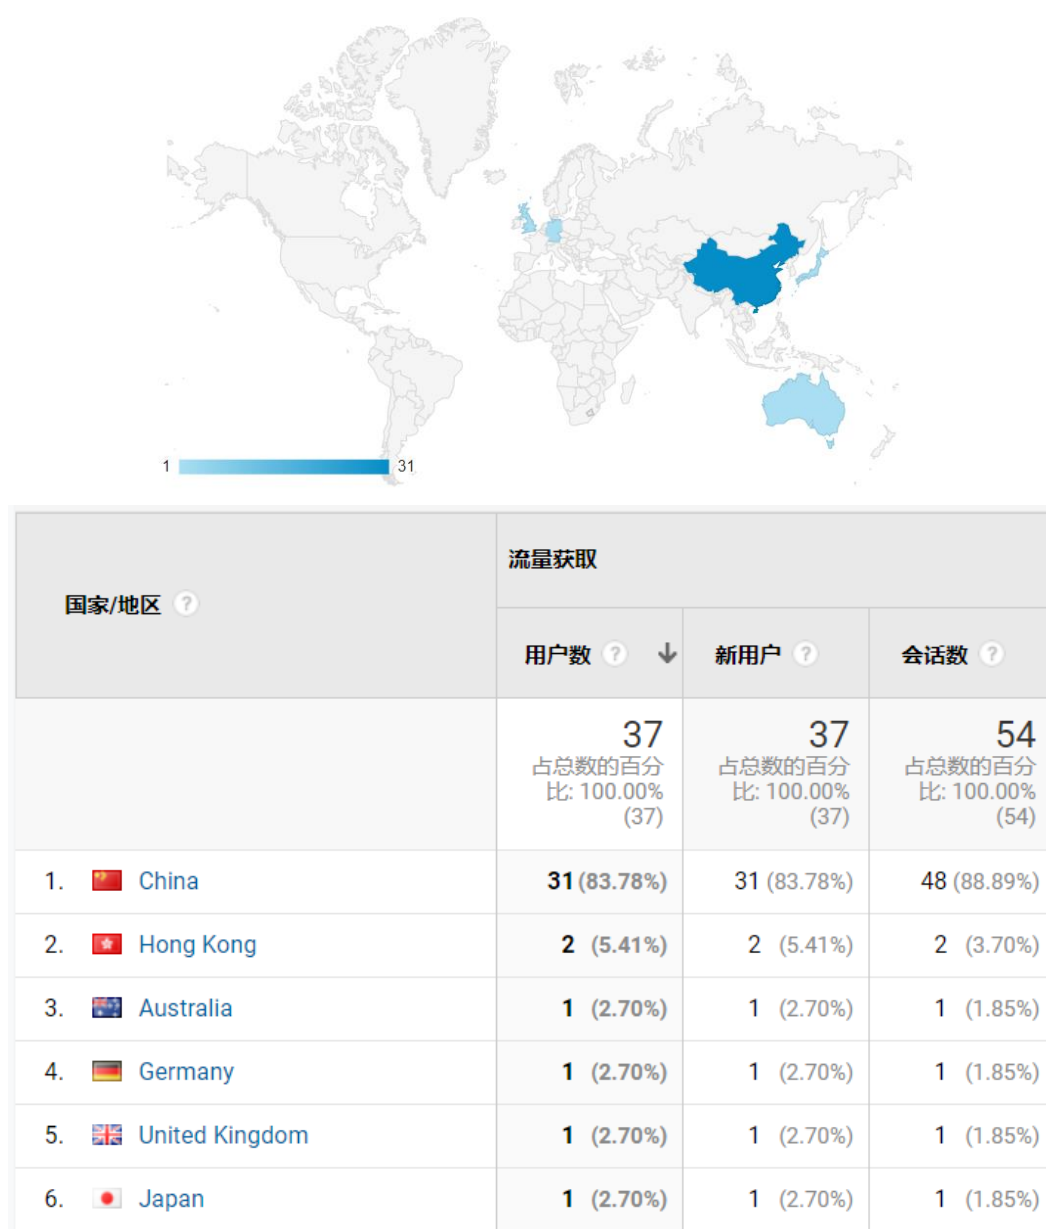 1 31
国家/地区 ?
流量获取
用户数 ? 新用户 ? 会话数 ?
37 37 54
占总数的百分 占总数的百分 占总数的百分
比: 100.00% 比: 100.00% 比: 100.00%
(37) (37) (54)
1. China 31 (83.78%) 31 (83.78%) 48 (88.89%)
2. Hong Kong 2 (5.41%) 2 (5.41%) 2 (3.70%)
3. Australia 1 (2.70%) 1 (2.70%) 1 (1.85%)
4. Germany 1 (2.70%) 1 (2.70%) 1 (1.85%)
5. United Kingdom 1 (2.70%) 1 (2.70%) 1 (1.85%)
6. Japan 1 (2.70%) 1 (2.70%) 1 (1.85%)